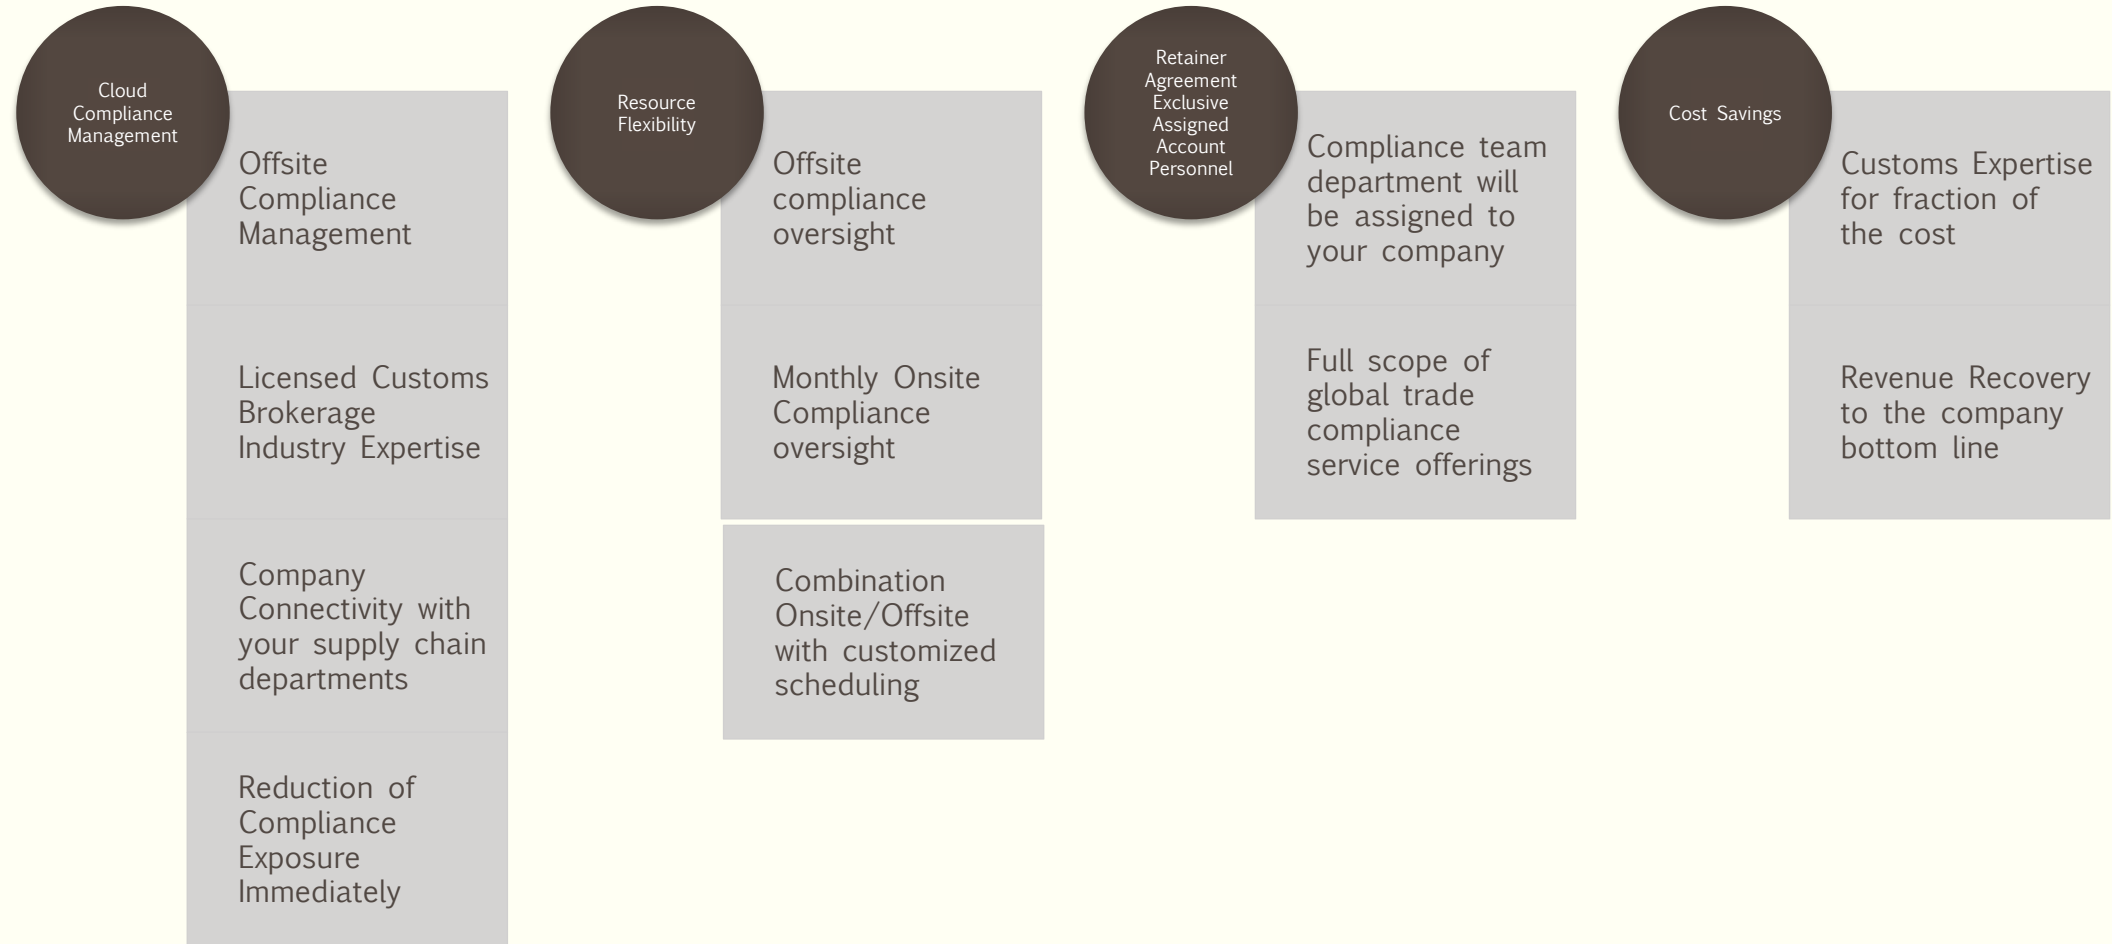 Cloud
Compliance
Management
Offsite
Compliance
Management
Licensed Customs
Brokerage
Industry Expertise
Company
Connectivity with
your supply chain
departments
Reduction of
Compliance
Exposure
Immediately
Resource
Flexibility
Offsite
compliance
oversight
Monthly Onsite
Compliance
oversight
Combination
Onsite/Offsite
with customized
scheduling
Retainer
Agreement
Exclusive
Assigned
Account
Personnel
Compliance team
department will
be assigned to
your company
Full scope of
global trade
compliance
service offerings
Cost Savings
Customs Expertise
for fraction of
the cost
Revenue Recovery
to the company
bottom line